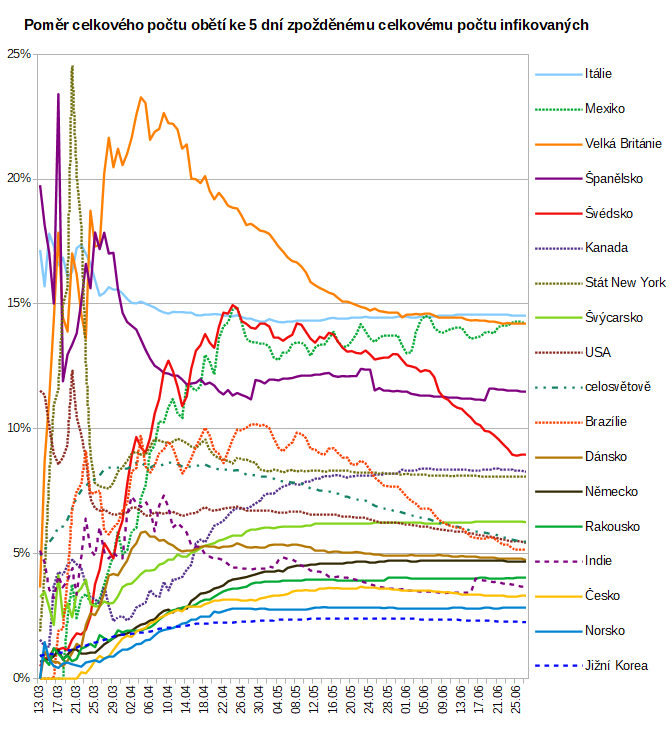 Poměr celkového počtu obětí ke 5 dní zpožděnému celkovému počtu infikovaných
25%
20%
15%
10%
5%
0%
13.03
17.03
21.03
25.03
29.03
02.04
06.04
10.04
14.04
18.04
22.04
26.04
30.04
04.05
08.05
12.05
16.05
20.05
24.05
28.05
01.06
05.06
09.06
13.06
17.06
21.06
25.06
Itálie
Mexiko
Velká Británie
Španělsko
Švédsko
Kanada
Stát New York
Švýcarsko
USA
celosvětově
Brazílie
Dánsko
Německo
Rakousko
Indie
Česko
Norsko
Jižní Korea